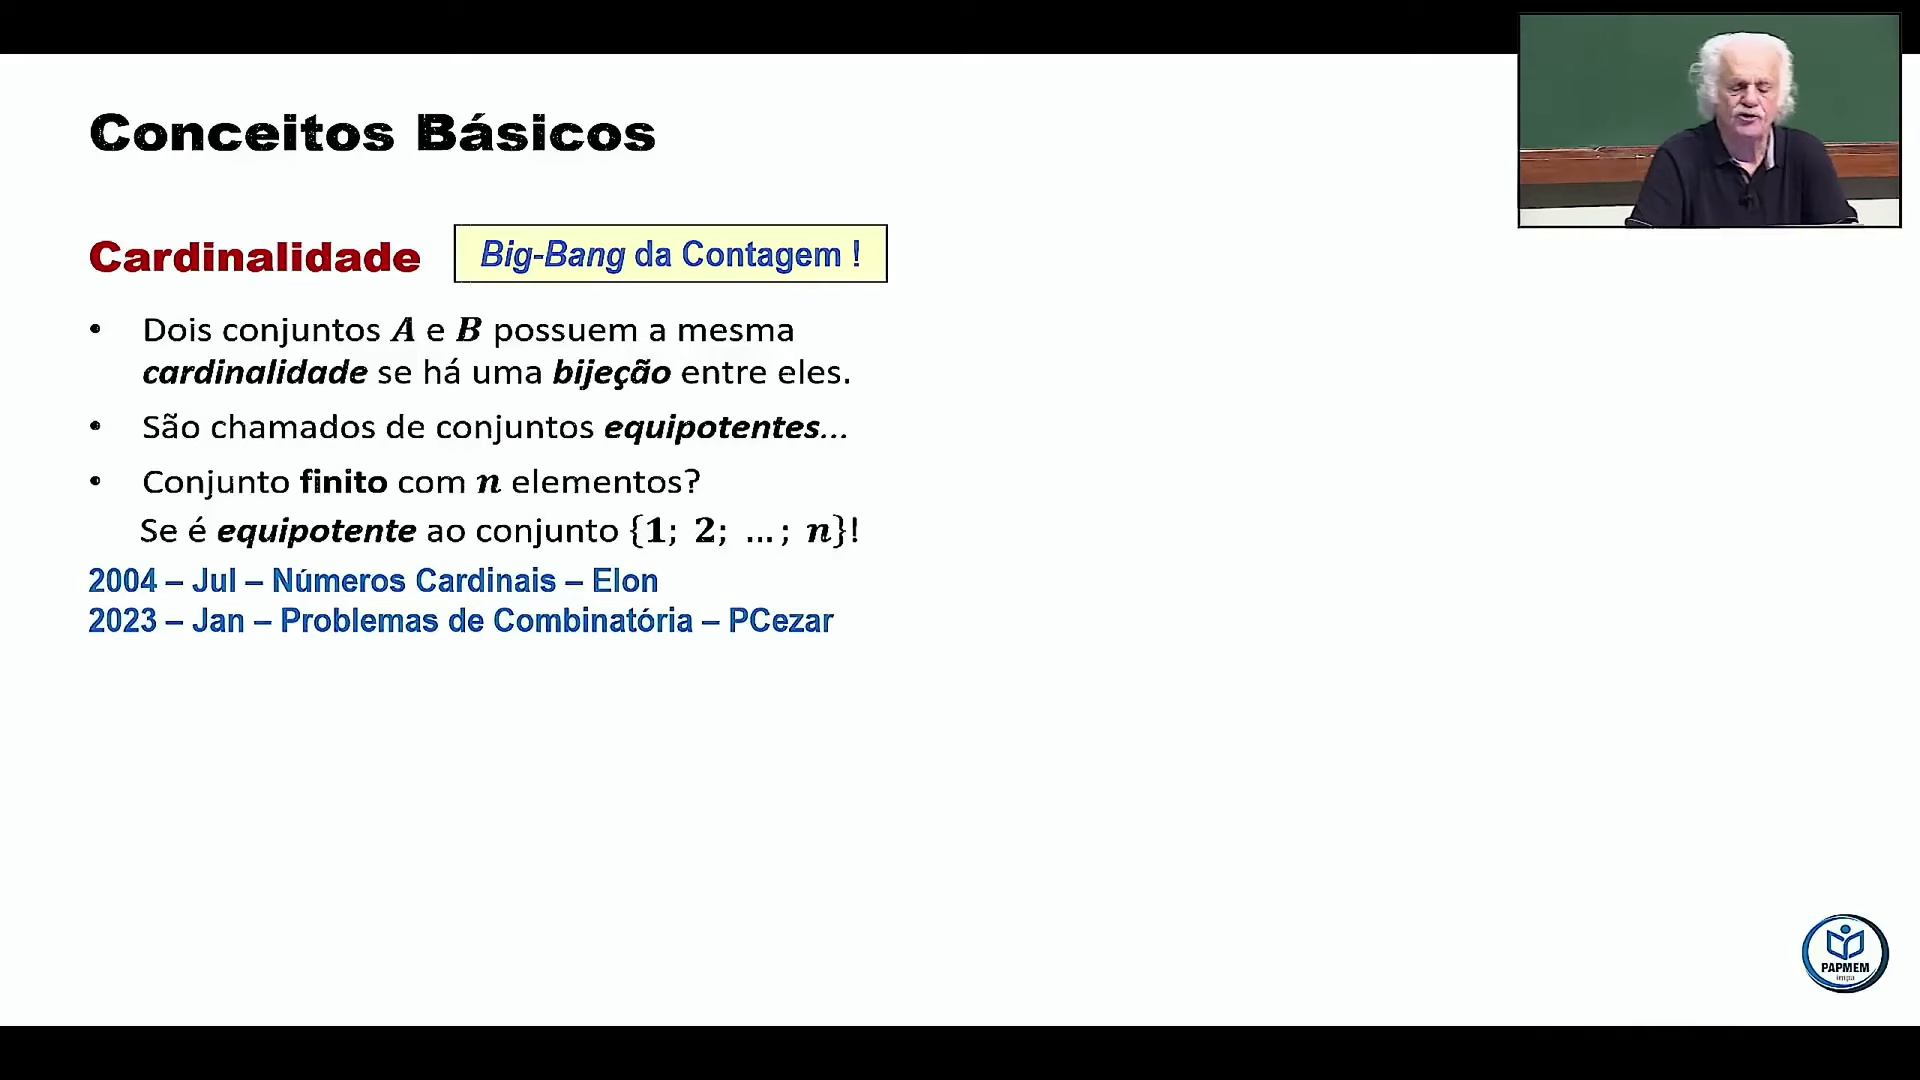 Conceitos Básicos
Cardinalidade
Big-Bang da Contagem !
• Dois conjuntos A e B possuem a mesma
cardinalidade se há uma bijeção entre eles.
• São chamados de conjuntos equipotentes...
• Conjunto finito com n elementos?
Se é equipotente ao conjunto {1; 2; ...; n}!
2004 – Jul – Números Cardinais – Elon
2023 – Jan – Problemas de Combinatória – PCezar
PAPMEM
impa